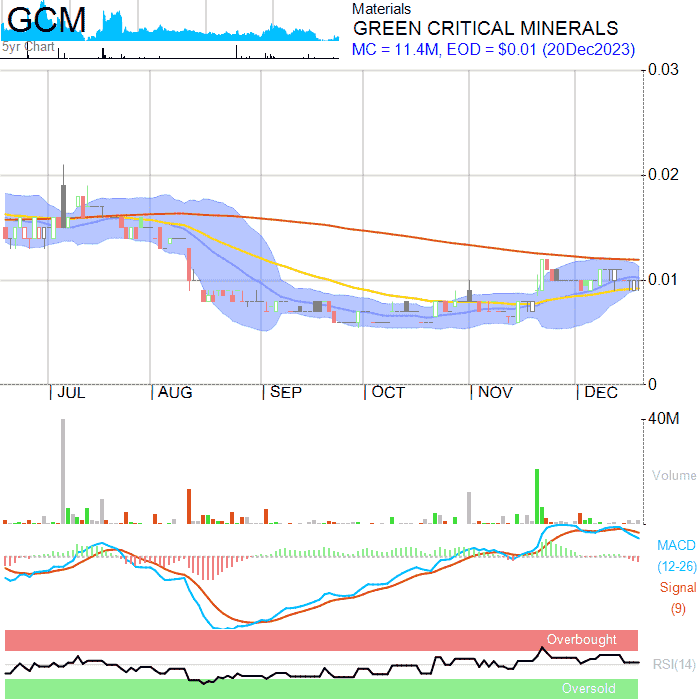 GCM
5yr Chart
Materials
GREEN CRITICAL MINERALS
MC = 11.4M, EOD = $0.01 (20Dec2023)
0.03
0.02
0.01
0
JUL AUG SEP OCT NOV DEC
40M
Volume
MACD
(12-26)
Signal
(9)
Overbought
RSI(14)
Oversold